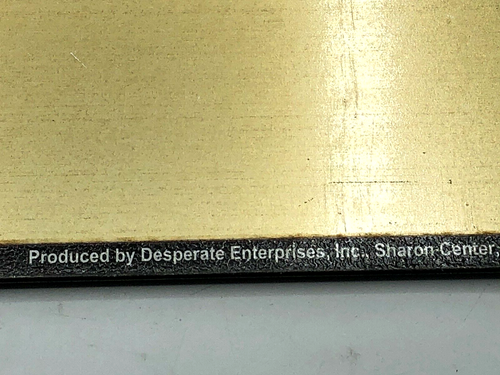 Produced by Desperate Enterprises, Inc., Sharon Center,